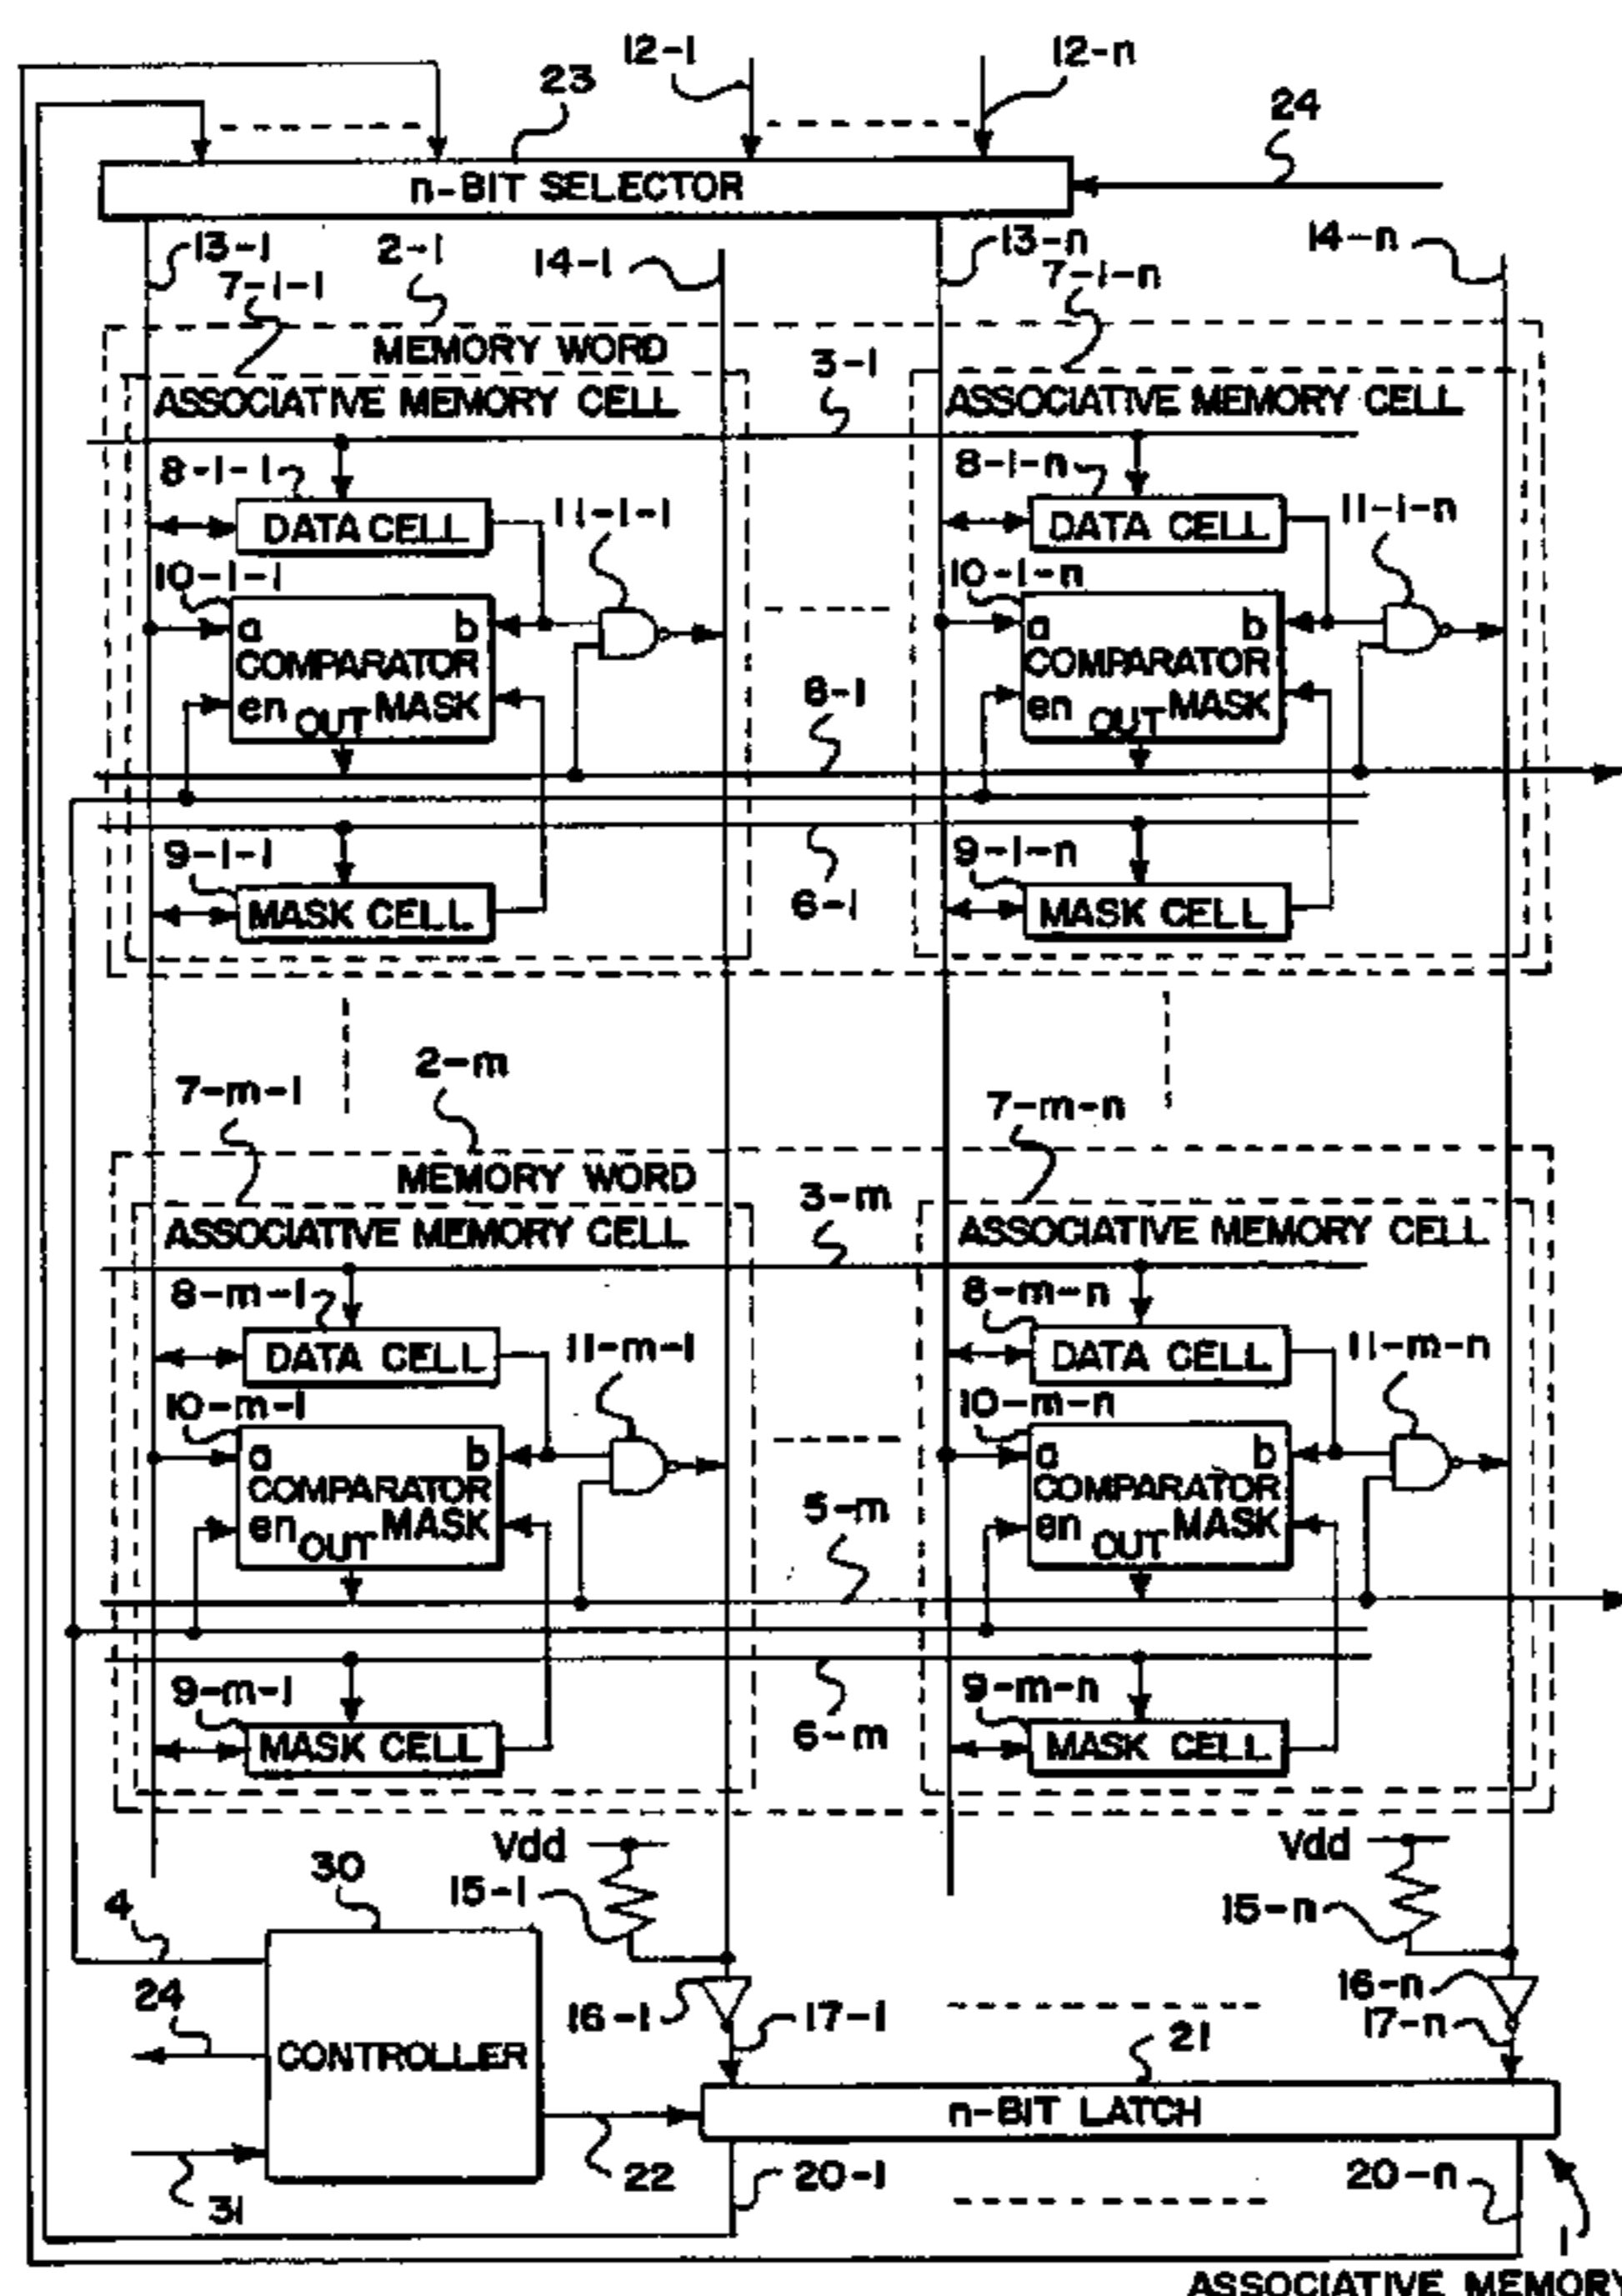 12-1
12-n
23
24
n-BIT SELECTOR
13-1
2-1
14-1
13-n
14-n
7-1-1
7-1-n
MEMORY WORD
3-1
ASSOCIATIVE MEMORY CELL
ASSOCIATIVE MEMORY CELL
8-1-1
8-1-n
DATA CELL
11-1-1
DATA CELL
11-1-n
10-1-1
10-1-n
a b
COMPARATOR
en OUT MASK
a b
COMPARATOR
en OUT MASK
8-1
9-1-1
9-1-n
6-1
MASK CELL
MASK CELL
2-m
7-m-1
7-m-n
MEMORY WORD
3-m
ASSOCIATIVE MEMORY CELL
ASSOCIATIVE MEMORY CELL
8-m-1
8-m-n
DATA CELL
11-m-1
DATA CELL
11-m-n
10-m-1
10-m-n
a b
COMPARATOR
en OUT MASK
a b
COMPARATOR
en OUT MASK
5-m
9-m-1
9-m-n
6-m
MASK CELL
MASK CELL
Vdd
Vdd
30
15-1
15-n
4
24
16-1
17-1
16-n
17-n
21
CONTROLLER
n-BIT LATCH
22
20-1
20-n
31
1
ASSOCIATIVE MEMORY